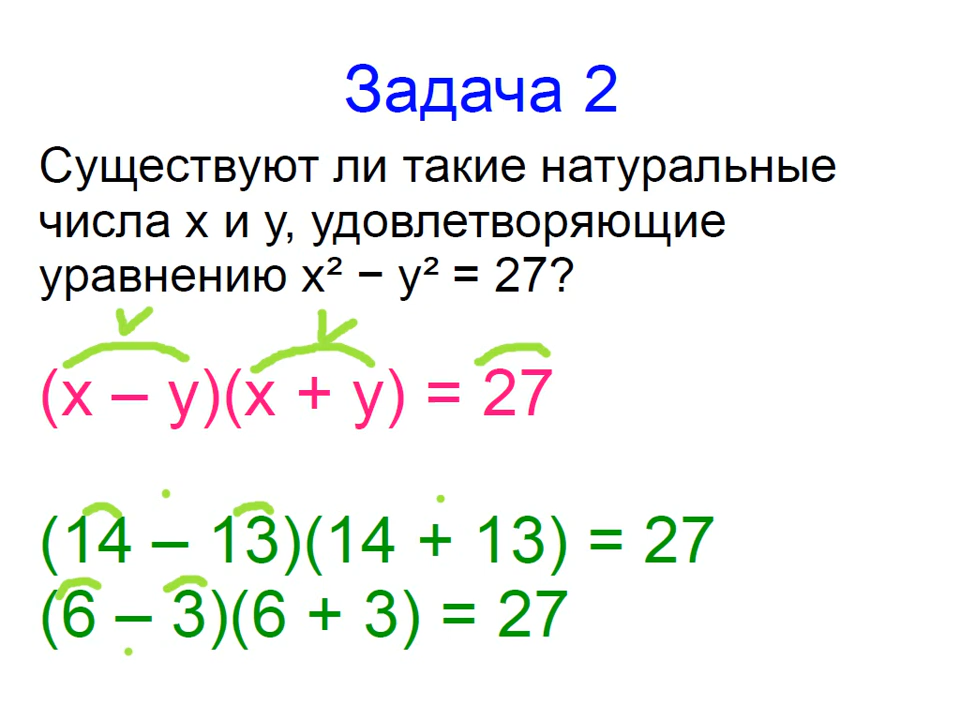 Задача 2
Существуют ли такие натуральные
числа x и y, удовлетворяющие
уравнению x² − y² = 27?
(x – y)(x + y) = 27
(14 – 13)(14 + 13) = 27
(6 – 3)(6 + 3) = 27